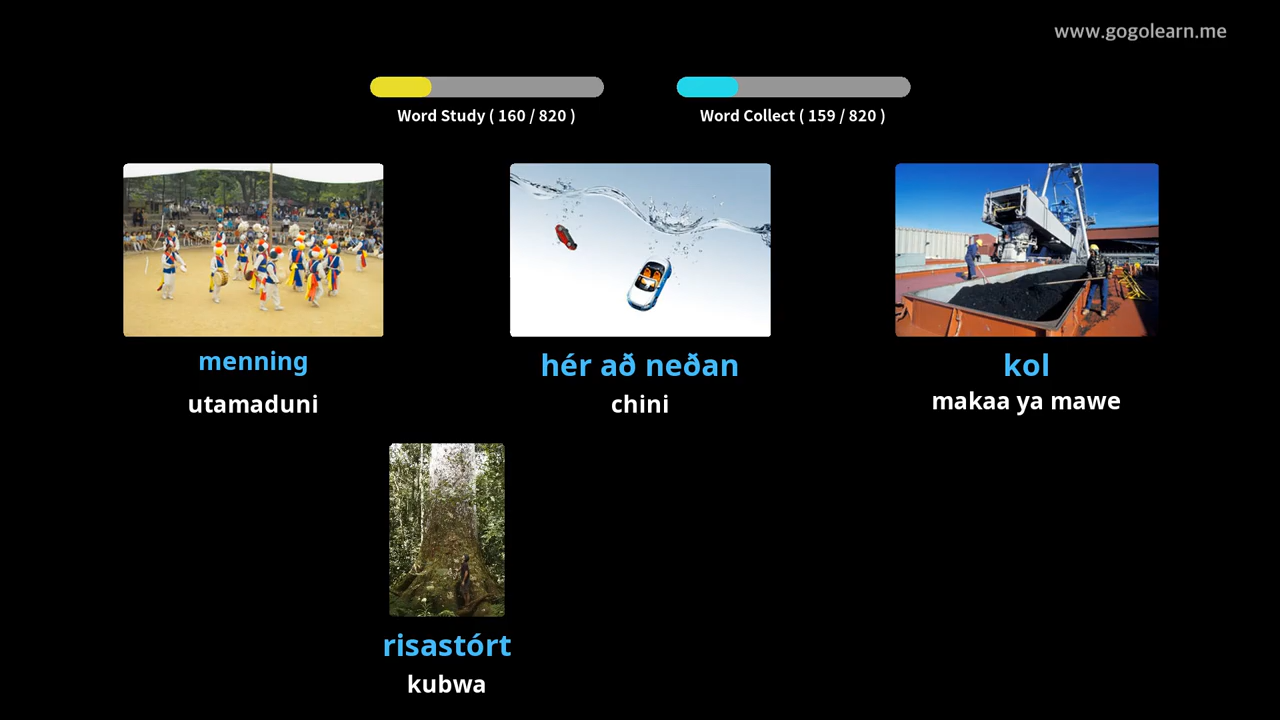 www.gogolearn.me
Word Study ( 160 / 820 )
Word Collect ( 159 / 820 )
menning
utamaduni
hér að neðan
chini
kol
makaa ya mawe
risastórt
kubwa